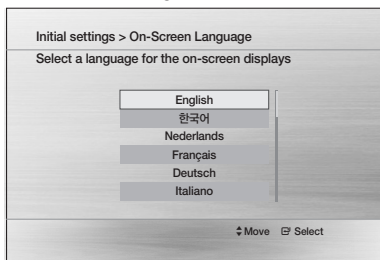 Initial settings > On-Screen Language
Select a language for the on-screen displays
English
한국어
Nederlands
Français
Deutsch
Italiano
Move Select